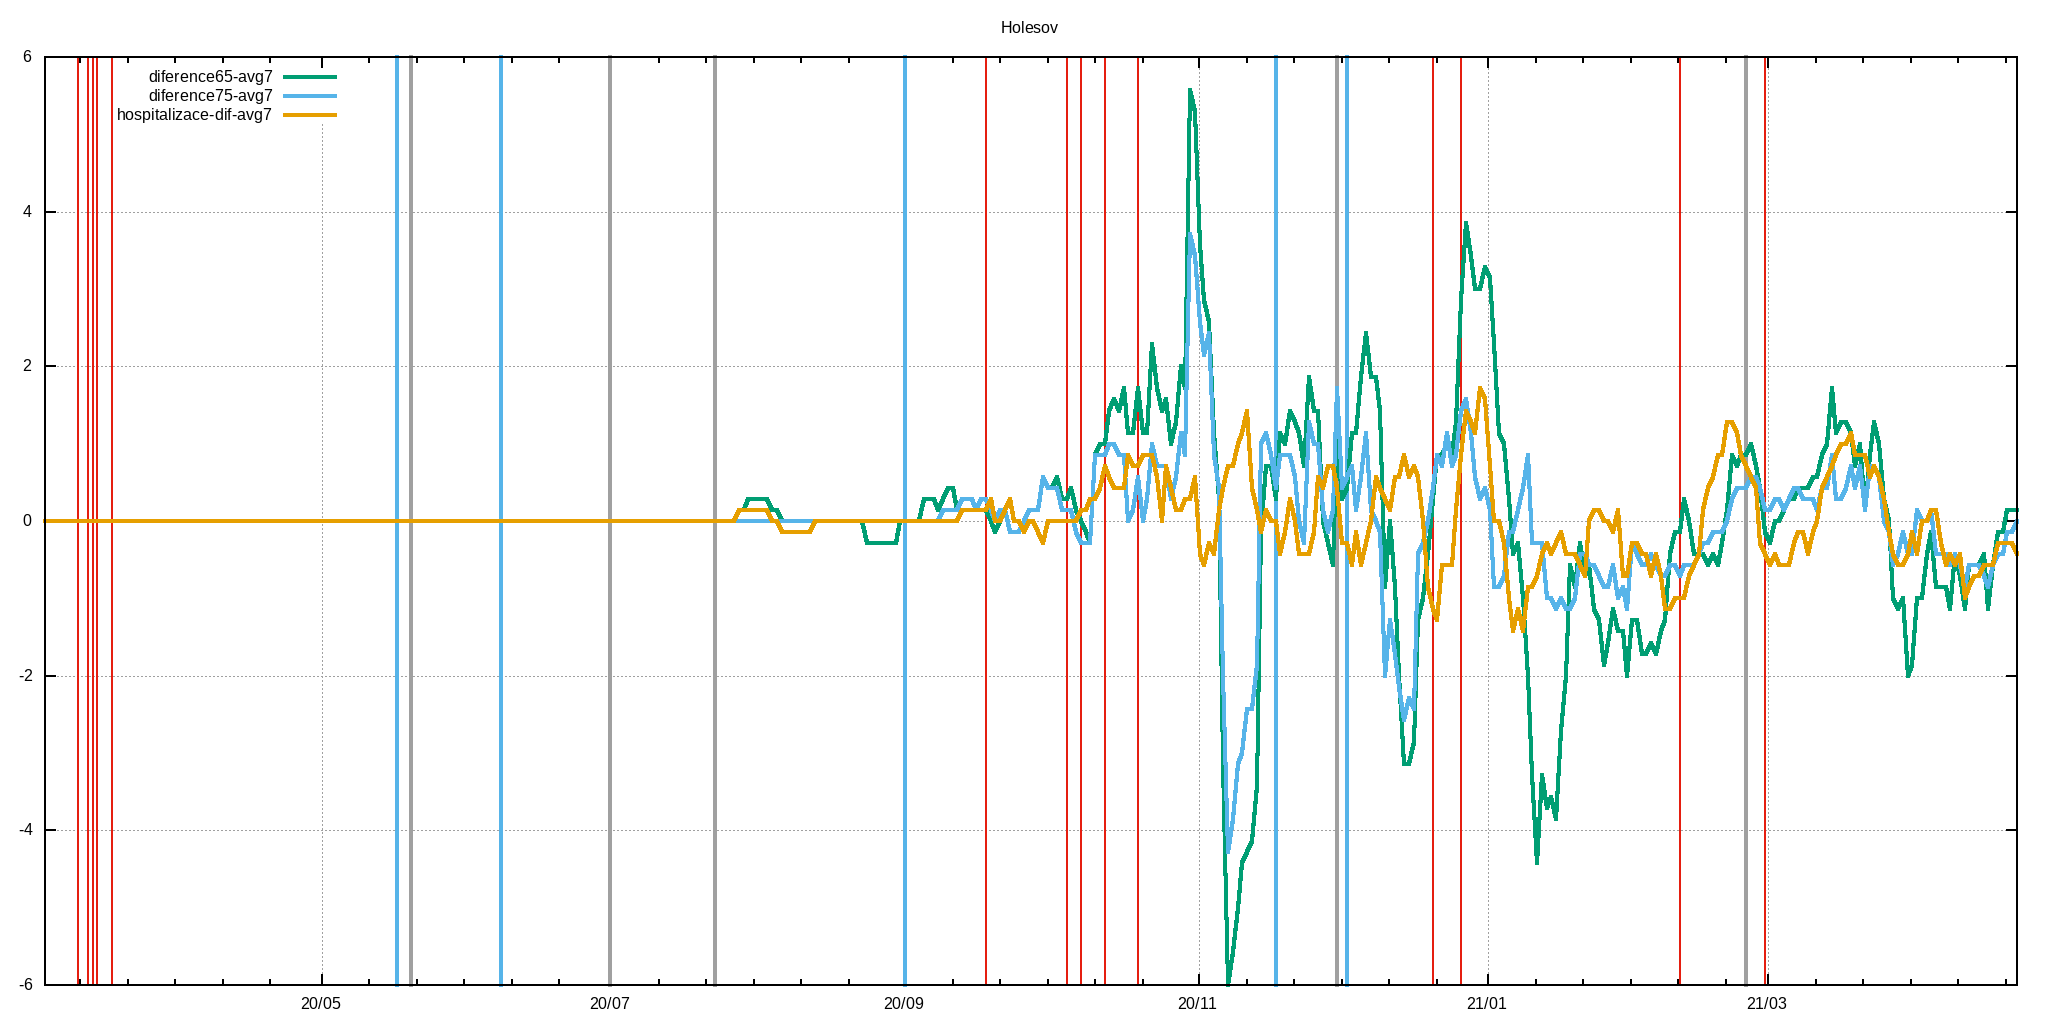 Holesov
6
diference65-avg7
diference75-avg7
hospitalizace-dif-avg7
4
2
0
-2
-4
-6
20/05 20/07 20/09 20/11 21/01 21/03